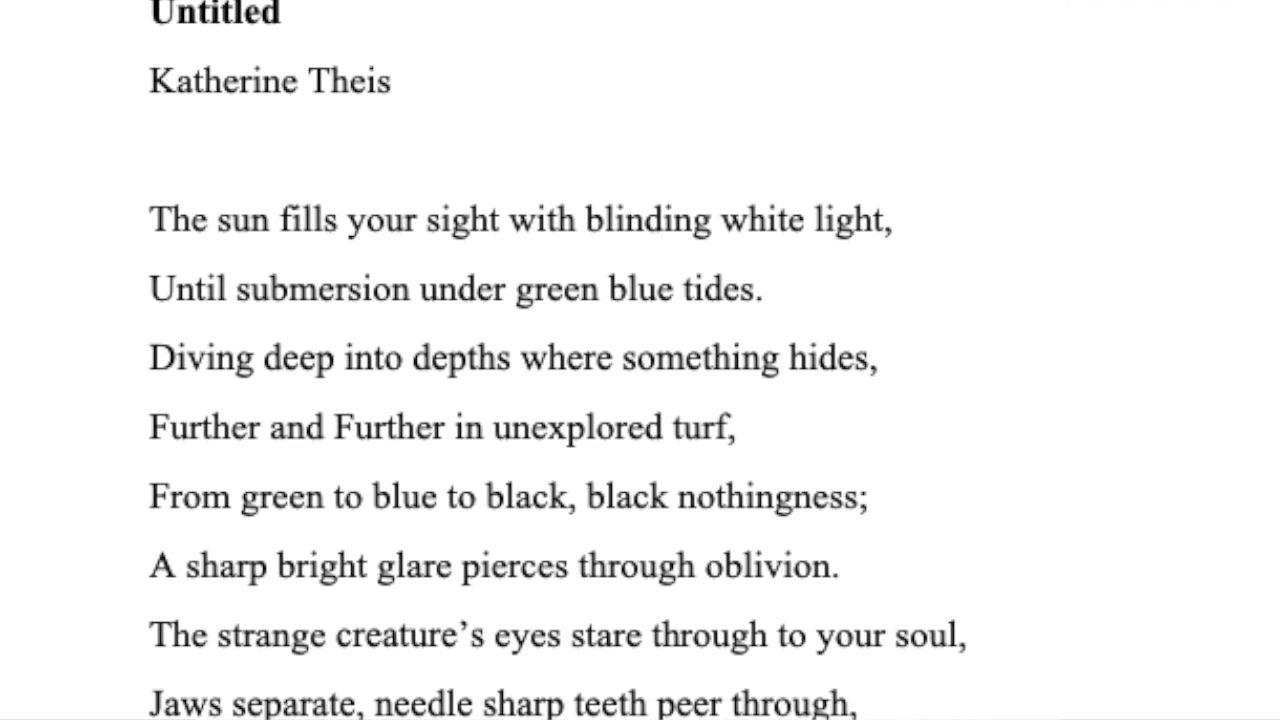 Untitled
Katherine Theis
The sun fills your sight with blinding white light,
Until submersion under green blue tides.
Diving deep into depths where something hides,
Further and Further in unexplored turf,
From green to blue to black, black nothingness;
A sharp bright glare pierces through oblivion.
The strange creature’s eyes stare through to your soul,
Jaws separate, needle sharp teeth peer through,